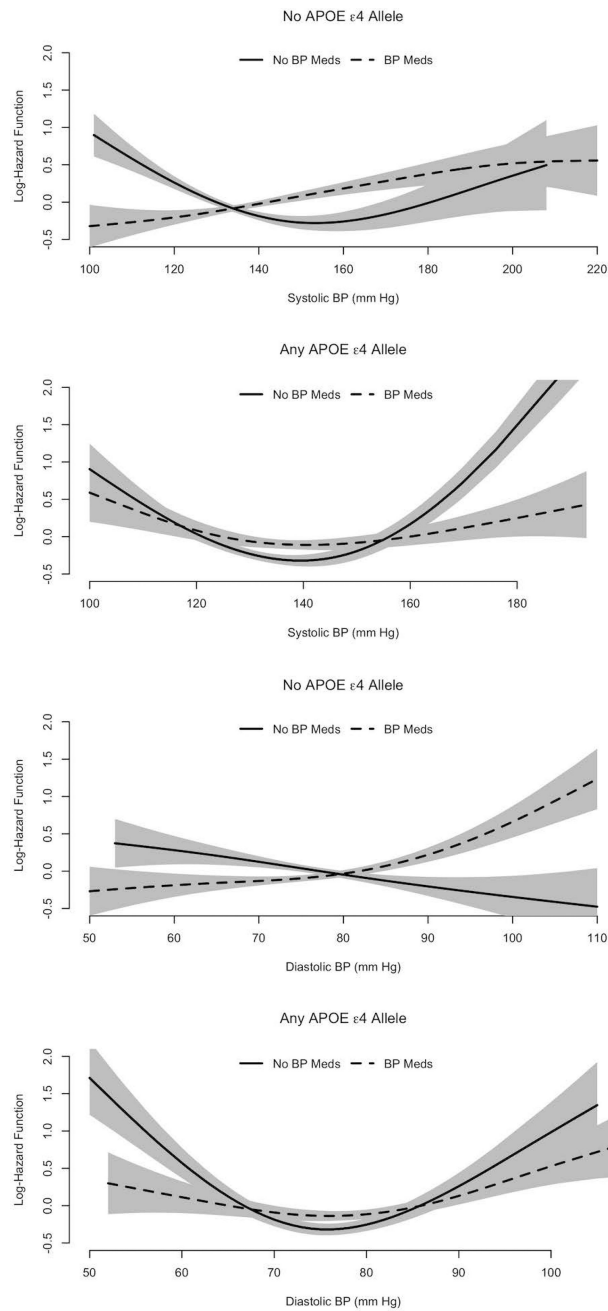 No APOE ε4 Allele
No BP Meds BP Meds
Log-Hazard Function
2.0
1.5
1.0
0.5
0.0
-0.5
100 120 140 160 180 200 220
Systolic BP (mm Hg)
Any APOE ε4 Allele
No BP Meds BP Meds
Log-Hazard Function
2.0
1.5
1.0
0.5
0.0
-0.5
100 120 140 160 180
Systolic BP (mm Hg)
No APOE ε4 Allele
No BP Meds BP Meds
Log-Hazard Function
2.0
1.5
1.0
0.5
0.0
-0.5
50 60 70 80 90 100 110
Diastolic BP (mm Hg)
Any APOE ε4 Allele
No BP Meds BP Meds
Log-Hazard Function
2.0
1.5
1.0
0.5
0.0
-0.5
50 60 70 80 90 100
Diastolic BP (mm Hg)